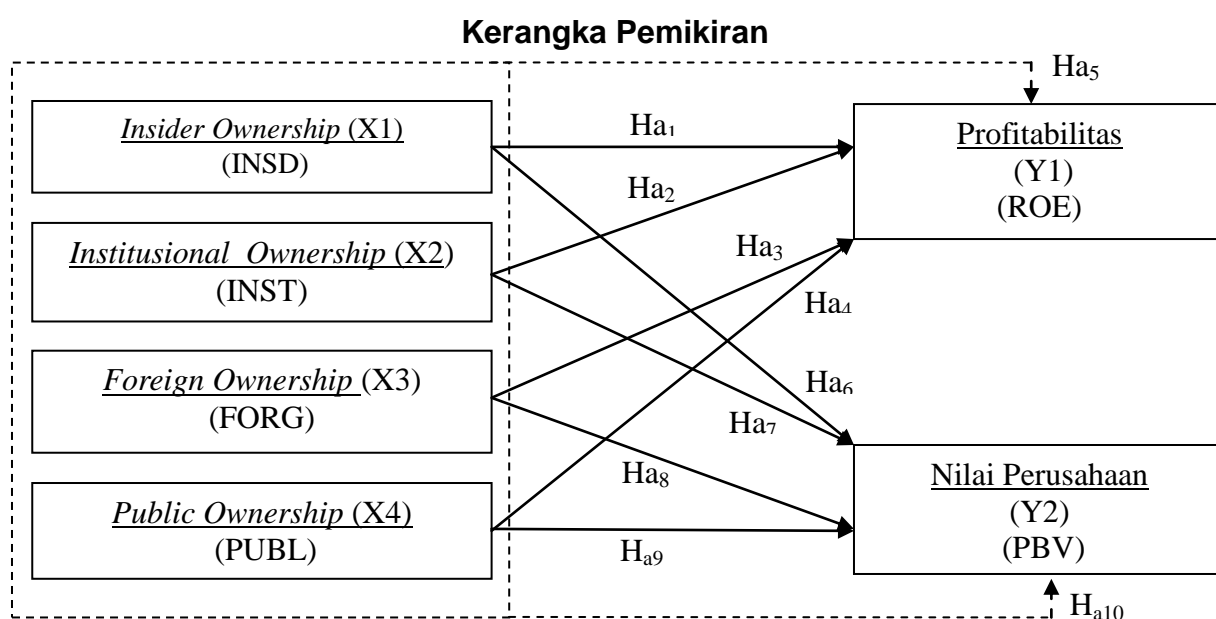 Kerangka Pemikiran
Ha5
Insider Ownership (X1)
(INSD)
Ha1
Profitabilitas
(Y1)
(ROE)
Ha2
Institusional Ownership (X2)
(INST)
Ha3
Ha4
Foreign Ownership (X3)
(FORG)
Ha6
Ha7
Ha8
Nilai Perusahaan
(Y2)
(PBV)
Public Ownership (X4)
(PUBL)
Ha9
Ha10